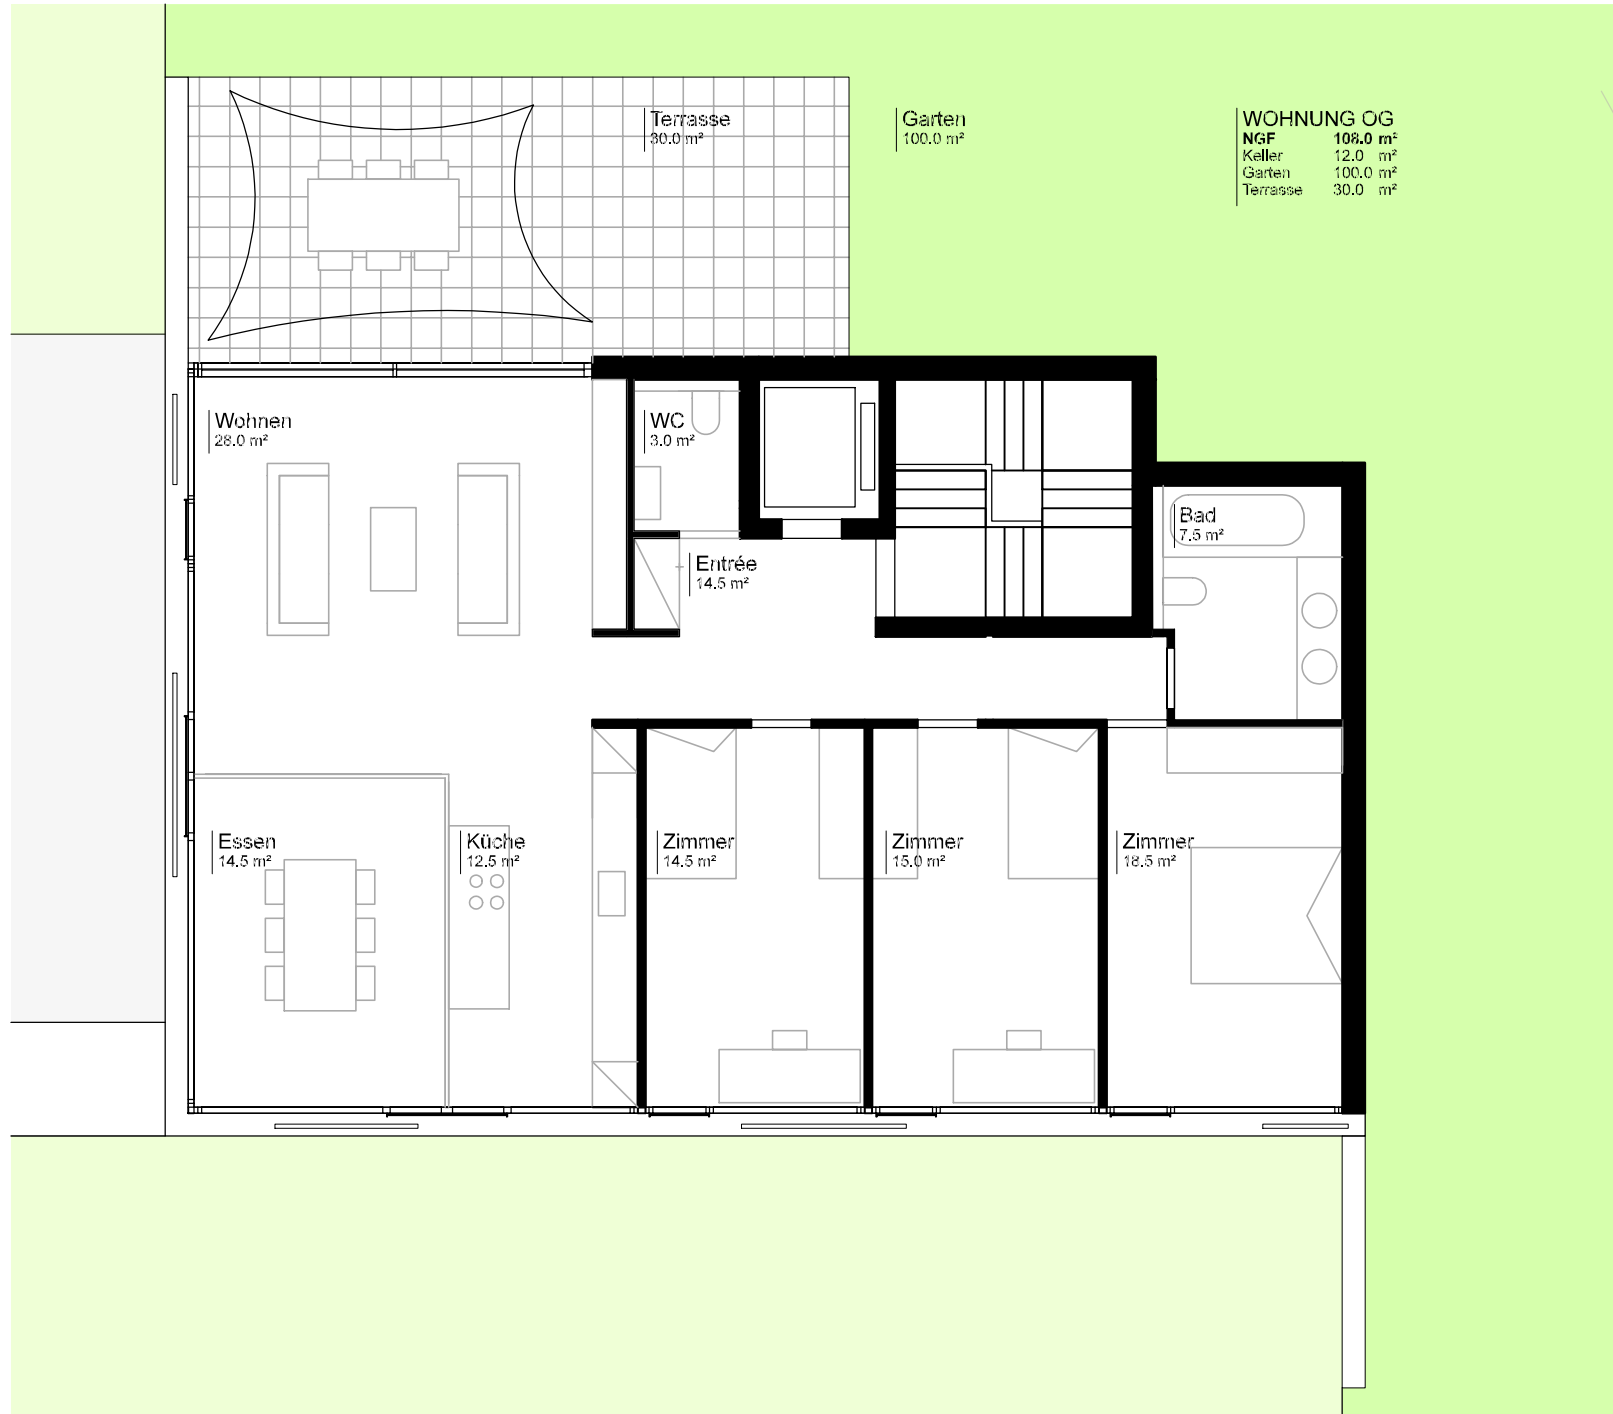 Terrasse
30.0 m²
Garten
100.0 m²
WOHNUNG OG
NGF 108.0 m²
Keller 12.0 m²
Garten 100.0 m²
Terrasse 30.0 m²
Wohnen
28.0 m²
WC
3.0 m²
Bad
7.5 m²
Entrée
14.5 m²
Essen
14.5 m²
Küche
12.5 m²
Zimmer
14.5 m²
Zimmer
15.0 m²
Zimmer
18.5 m²